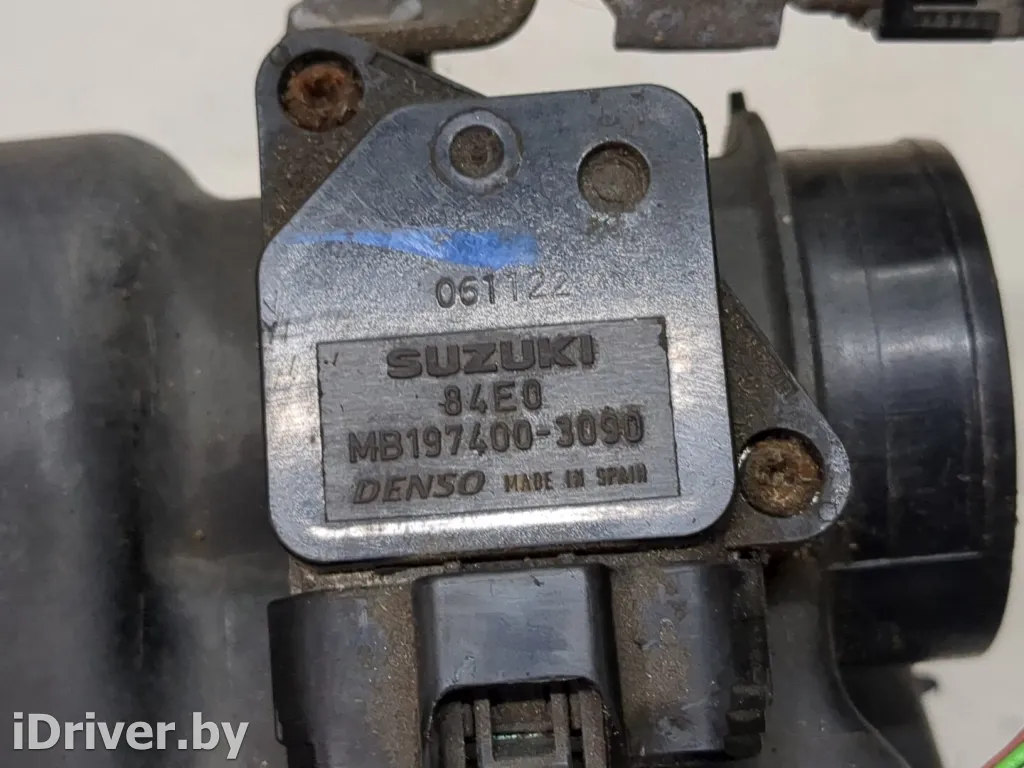 061122
SUZUKI
84E0
MB197400-3090
DENSO MADE IN SPAIN
iDriver.by